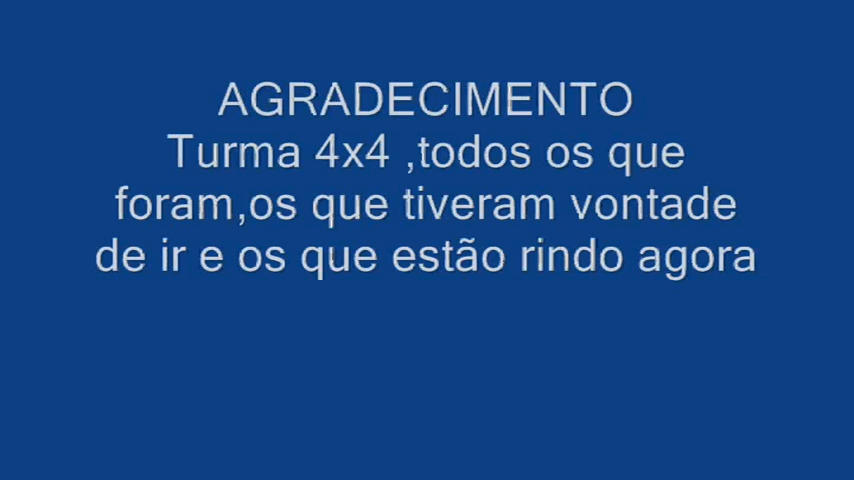 AGRADECIMENTO
Turma 4x4 ,todos os que
foram,os que tiveram vontade
de ir e os que estão rindo agora